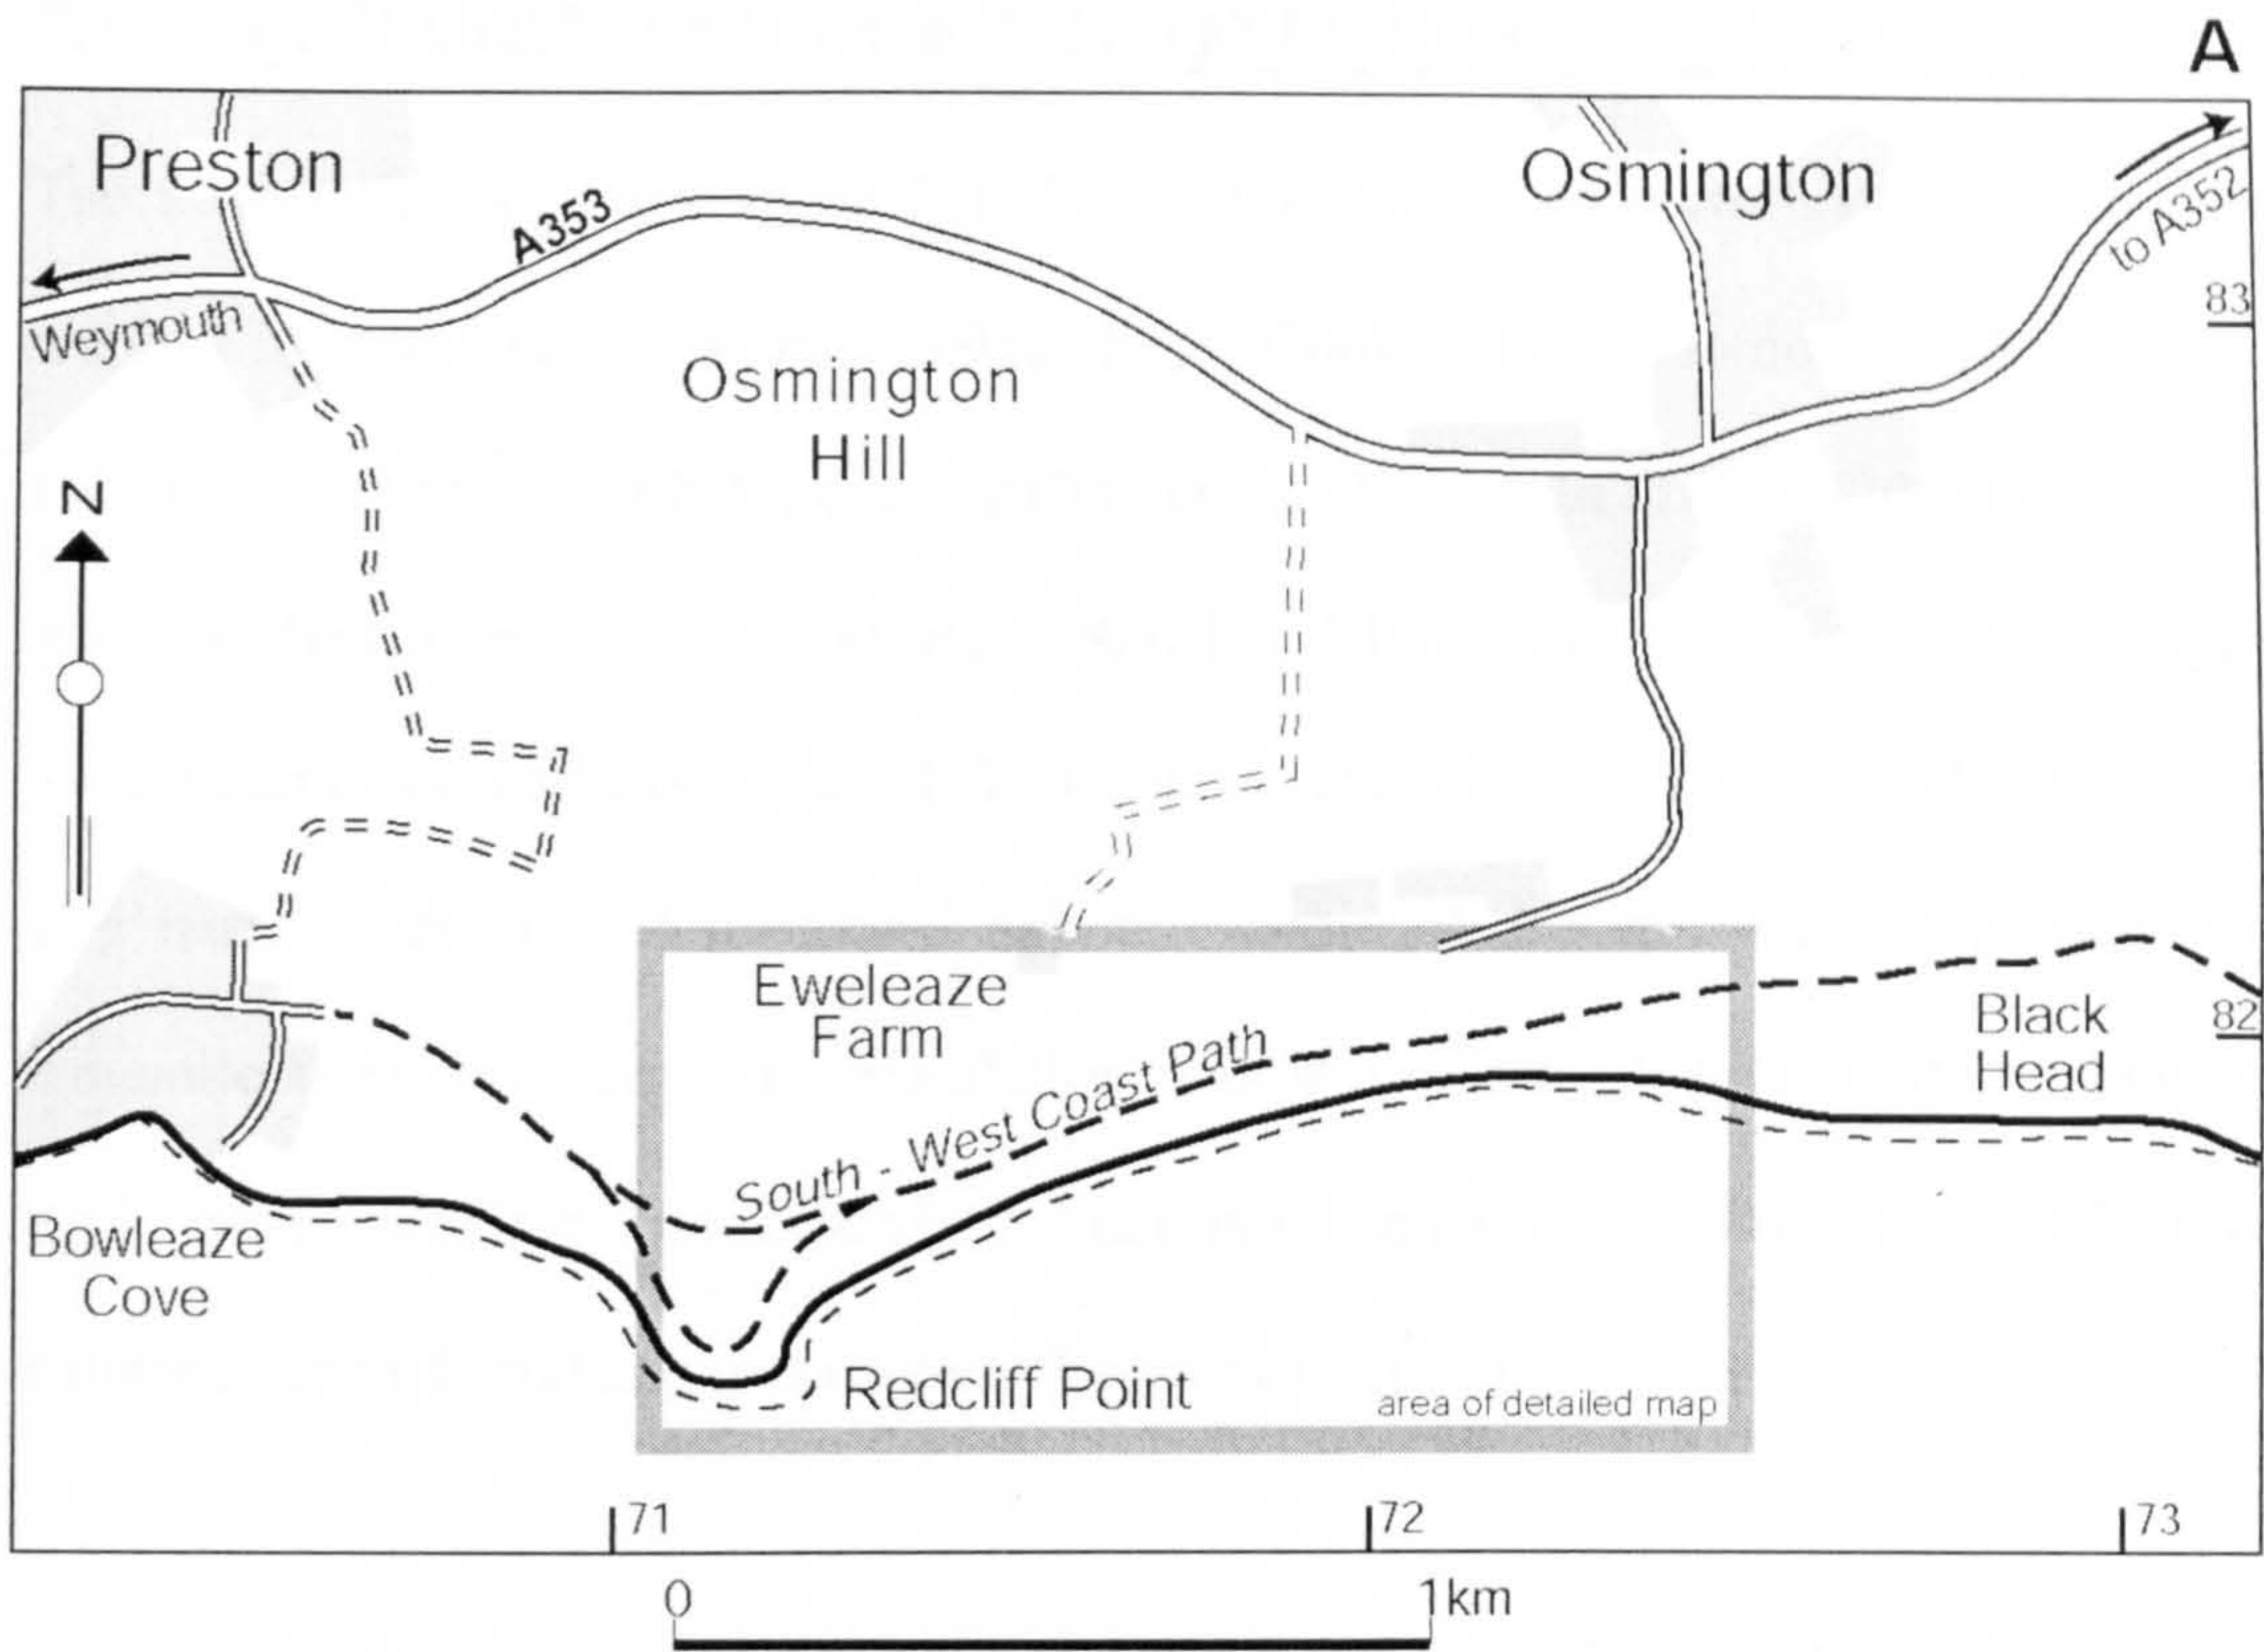 A
Preston
Osmington
A353
to A352
Weymouth
83
Osmington
Hill
N
Eweleaze
Farm
Black
Head
82
South - West Coast Path
Bowleaze
Cove
Redcliff Point
area of detailed map
71
72
73
0
1km